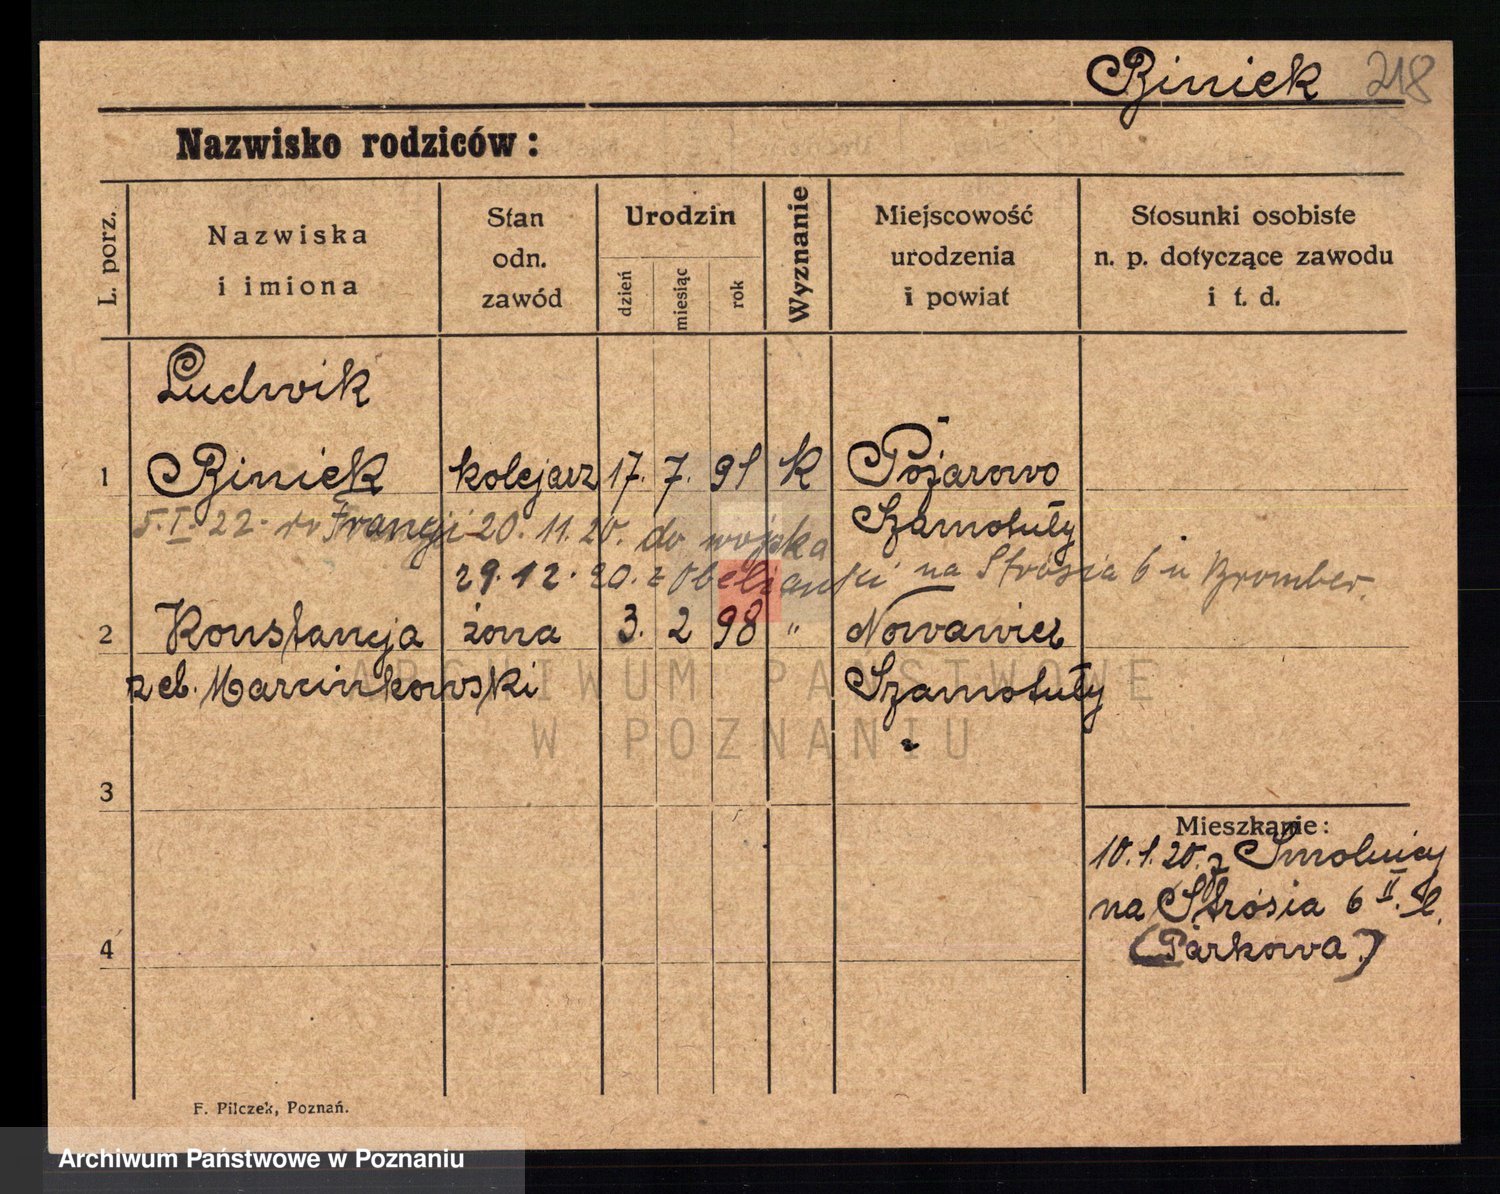 Biniek 218
Nazwisko rodziców:
L. porz.
Nazwiska
i imiona
Stan
odn.
zawód
Urodzin
dzień
miesiąc
rok
Wyznanie
Miejscowość
urodzenia
i powiat
Stosunki osobiste
n. p. dotyczące zawodu
i t. d.
Ludwik
1 Biniek kolejarz 17. 7. 91 k Pożarowo
5.I.22. do Francji 20.11.20. do wojska Szamotuły
29.12.20. z na Strósia 6 u Bromber.
2 Konstancja żona 3. 2 98 " Nowawieś
z d. Marcinkowski Szamotuły
3
Mieszkanie:
10.1.20. z Smolnicy
na Strósia 6 II.
(Parkowa)
4
F. Pilczek, Poznań.
ARCHIWUM PAŃSTWOWE
W POZNANIU
Archiwum Państwowe w Poznaniu